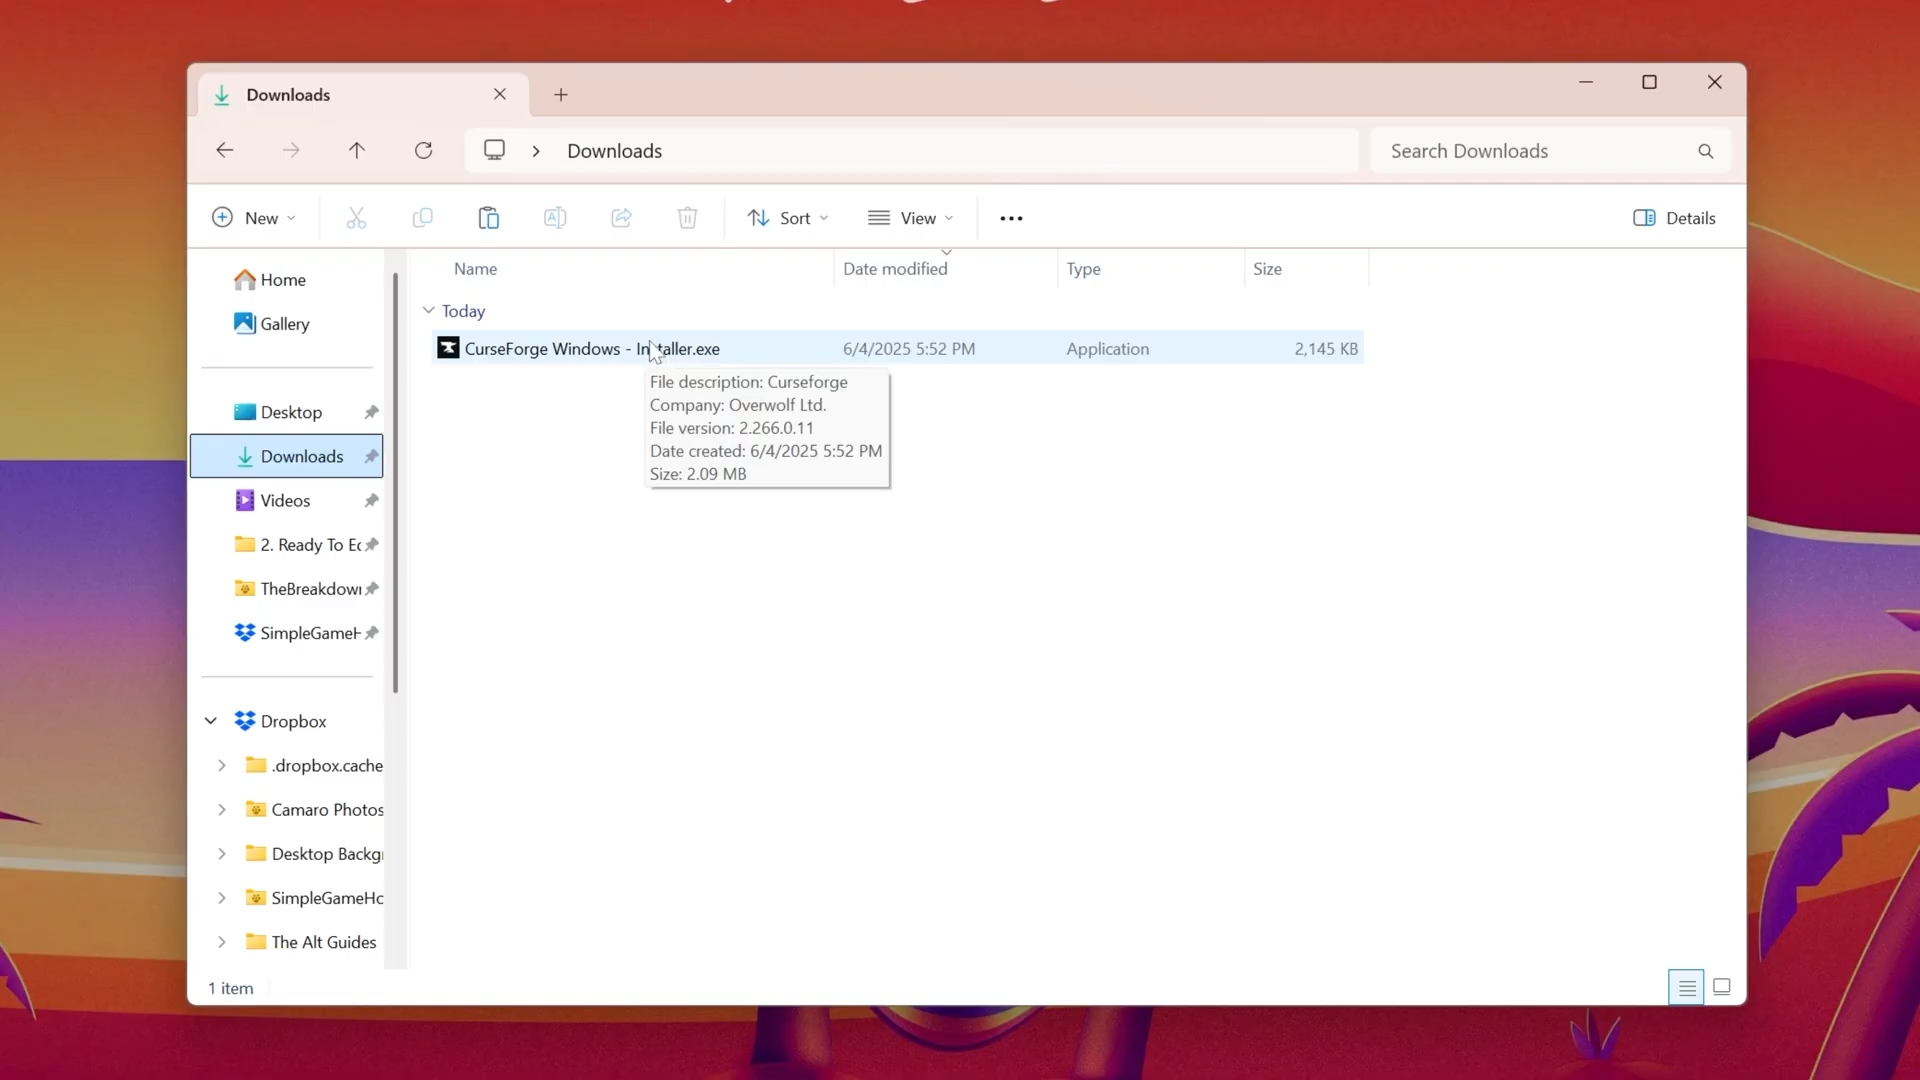 Downloads
Downloads
Search Downloads
New
Sort
View
Details
Name
Date modified
Type
Size
Home
Gallery
Desktop
Downloads
Videos
2. Ready To Ec
TheBreakdown
SimpleGameH
Dropbox
.dropbox.cache
Camaro Photos
Desktop Backg
SimpleGameHo
The Alt Guides
Today
CurseForge Windows - Installer.exe
6/4/2025 5:52 PM
Application
2,145 KB
File description: Curseforge
Company: Overwolf Ltd.
File version: 2.266.0.11
Date created: 6/4/2025 5:52 PM
Size: 2.09 MB
1 item